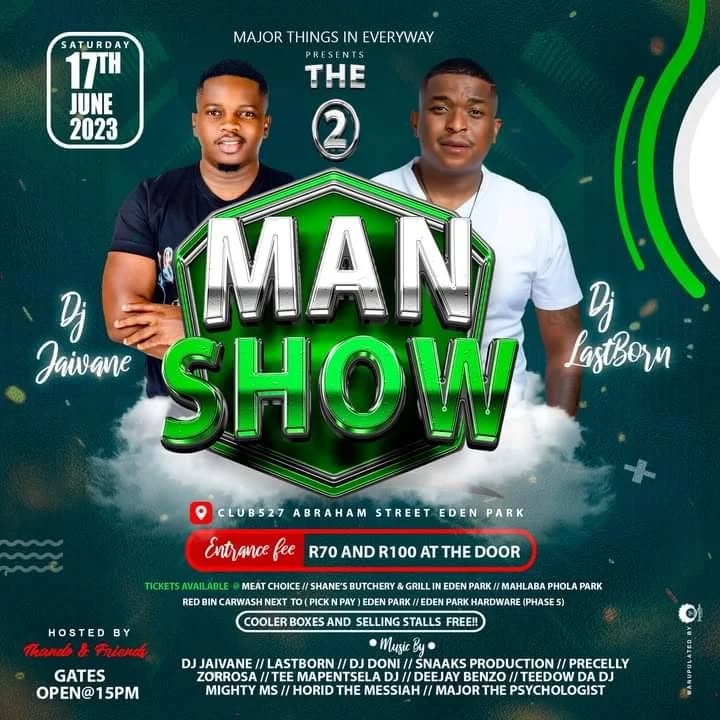 SATURDAY
17TH
JUNE
2023
MAJOR THINGS IN EVERYWAY
PRESENTS
THE
2
MAN
SHOW
Dj
Jaivane
Dj
LastBorn
CLUB527 ABRAHAM STREET EDEN PARK
Entrance fee R70 AND R100 AT THE DOOR
TICKETS AVAILABLE @ MEAT CHOICE // SHANE'S BUTCHERY & GRILL IN EDEN PARK // MAHLABA PHOLA PARK
RED BIN CARWASH NEXT TO ( PICK N PAY ) EDEN PARK // EDEN PARK HARDWARE (PHASE 5)
COOLER BOXES AND SELLING STALLS FREE!!
HOSTED BY
Thando & Friends
GATES
OPEN@15PM
• Music By •
DJ JAIVANE // LASTBORN // DJ DONI // SNAAKS PRODUCTION // PRECELLY
ZORROSA // TEE MAPENTSELA DJ // DEEJAY BENZO // TEEDOW DA DJ
MIGHTY MS // HORID THE MESSIAH // MAJOR THE PSYCHOLOGIST
MANUPULATED BY